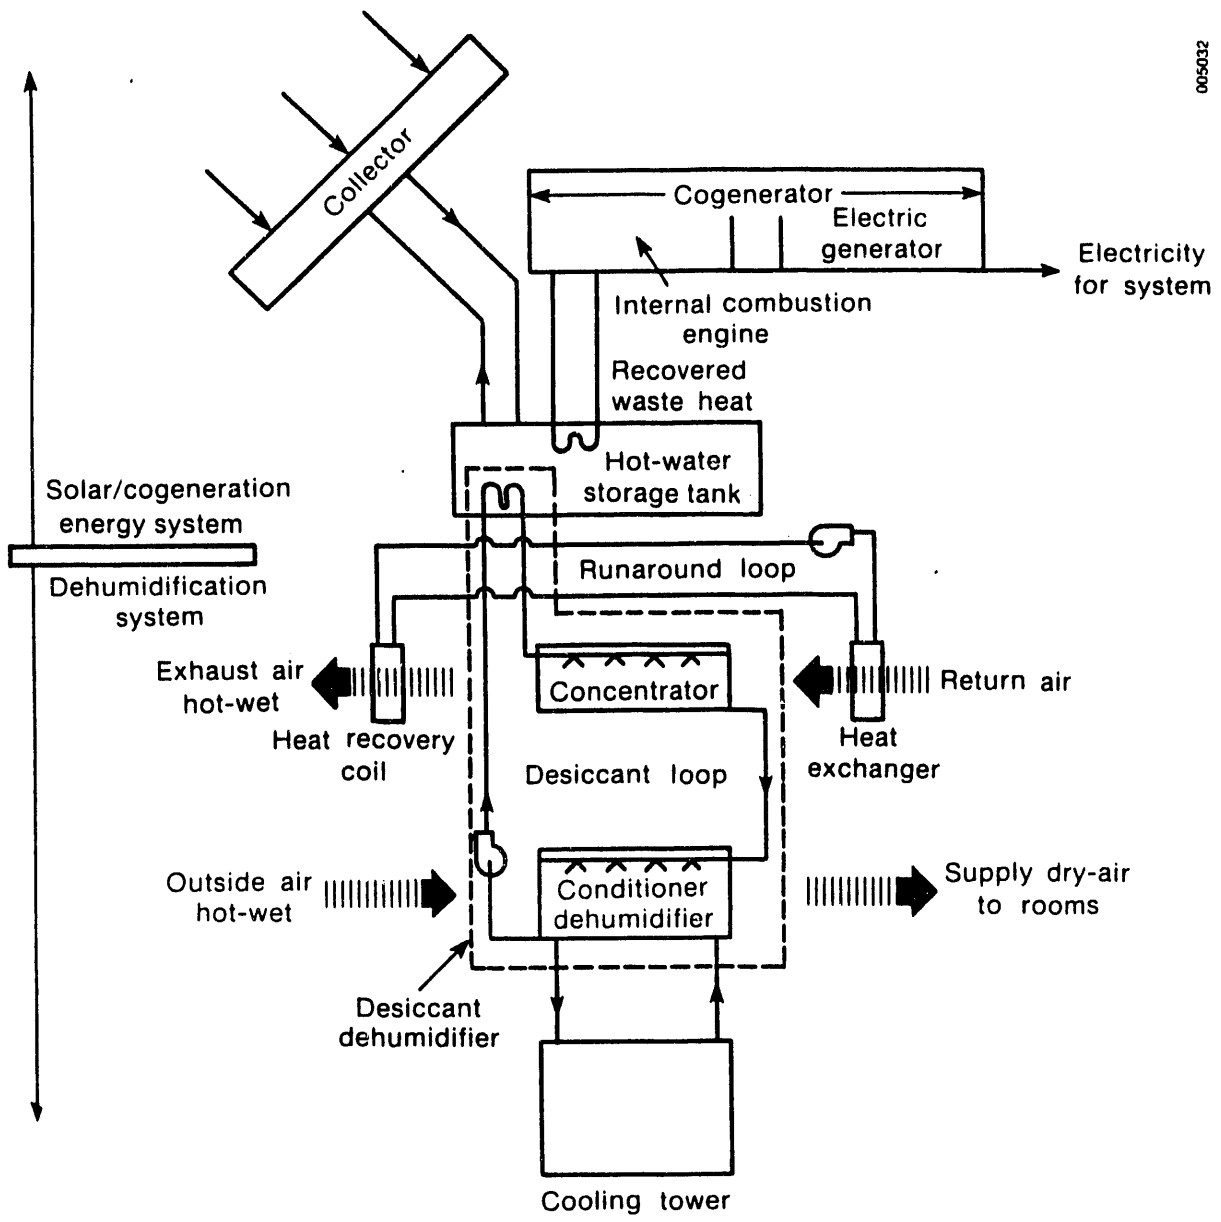 005032
Collector
Cogenerator
Electric
generator
Electricity
for system
Internal combustion
engine
Recovered
waste heat
Hot-water
storage tank
Solar/cogeneration
energy system
Dehumidification
system
Runaround loop
Exhaust air
hot-wet
Concentrator
Return air
Heat recovery
coil
Heat
exchanger
Desiccant loop
Outside air
hot-wet
Conditioner
dehumidifier
Supply dry-air
to rooms
Desiccant
dehumidifier
Cooling tower